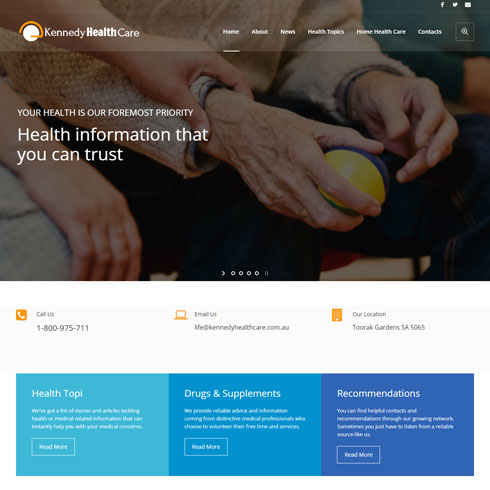 Kennedy HealthCare
Home About News Health Topics Home Health Care Contacts
YOUR HEALTH IS OUR FOREMOST PRIORITY
Health information that
you can trust
Call Us
1-800-975-711
Email Us
life@kennedyhealthcare.com.au
Our Location
Toorak Gardens SA 5065
Health Topi
We've got a list of stories and articles tackling
health or medical related information that can
instantly help you with your medical concerns.
Read More
Drugs & Supplements
We provide reliable advice and information
coming from distinctive medical professionals who
choose to volunteer their free time and services.
Read More
Recommendations
You can find helpful contacts and
recommendations through our growing network.
Sometimes you just have to listen from a reliable
source like us.
Read More